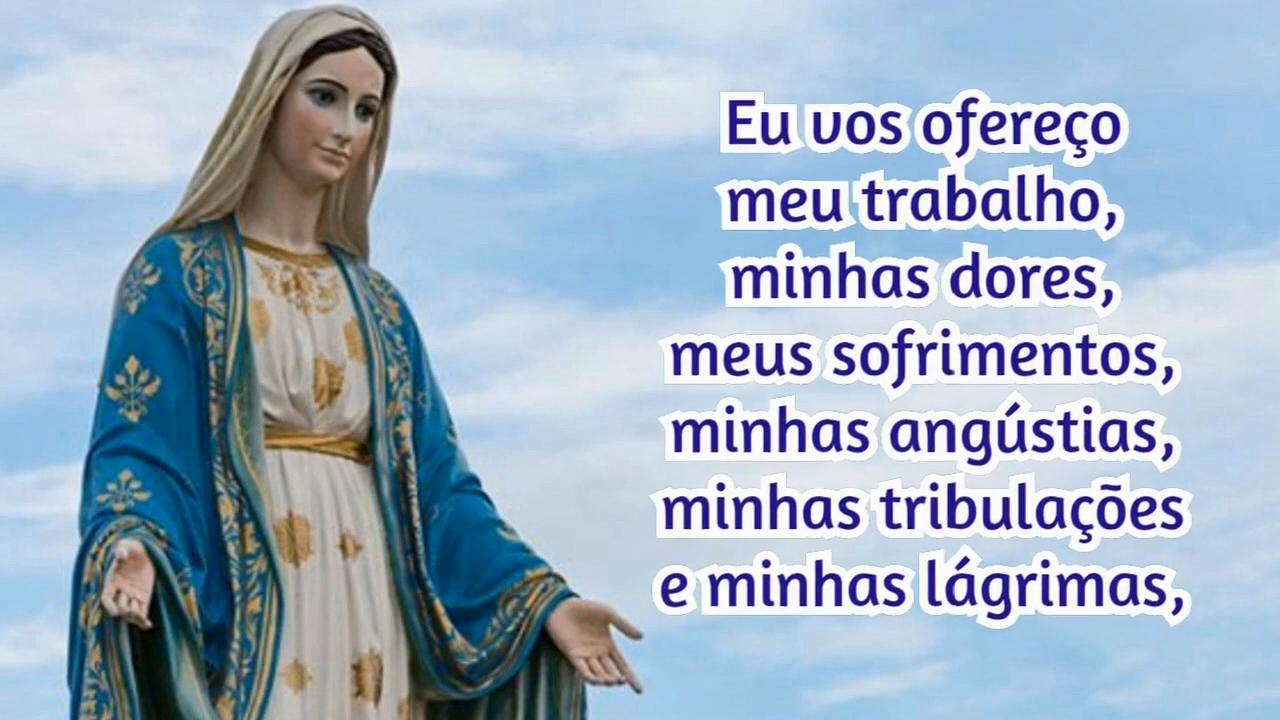 Eu vos ofereço
meu trabalho,
minhas dores,
meus sofrimentos,
minhas angústias,
minhas tribulações
e minhas lágrimas,